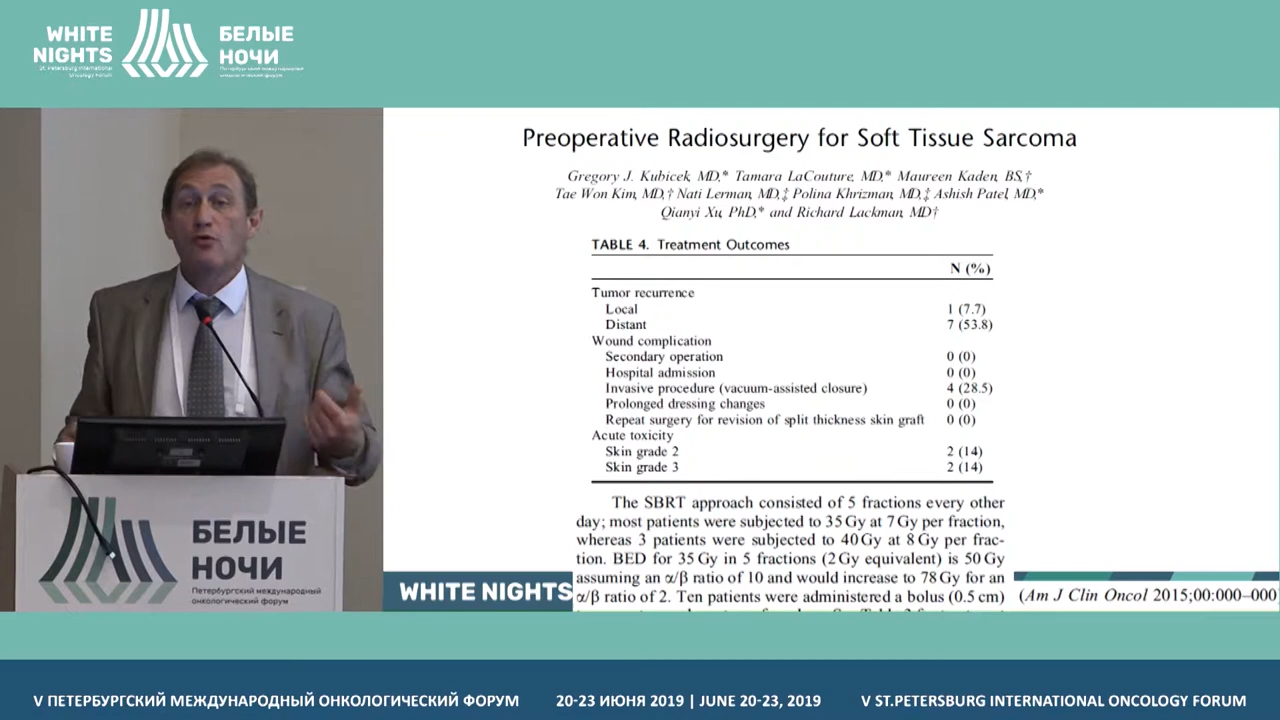 WHITE
NIGHTS
St. Petersburg International
Oncology Forum
БЕЛЫЕ
НОЧИ
Петербургский международный
онкологический форум
Preoperative Radiosurgery for Soft Tissue Sarcoma
Gregory J. Kubicek, MD,* Tamara LaCouture, MD,* Maureen Kaden, BS,†
Tae Won Kim, MD,† Nati Lerman, MD,‡ Polina Khrizman, MD,‡ Ashish Patel, MD,*
Qianyi Xu, PhD,* and Richard Lackman, MD†
TABLE 4. Treatment Outcomes
N (%)
Tumor recurrence
Local 1 (7.7)
Distant 7 (53.8)
Wound complication
Secondary operation 0 (0)
Hospital admission 0 (0)
Invasive procedure (vacuum-assisted closure) 4 (28.5)
Prolonged dressing changes 0 (0)
Repeat surgery for revision of split thickness skin graft 0 (0)
Acute toxicity
Skin grade 2 2 (14)
Skin grade 3 2 (14)
The SBRT approach consisted of 5 fractions every other
day; most patients were subjected to 35 Gy at 7 Gy per fraction,
whereas 3 patients were subjected to 40 Gy at 8 Gy per frac-
tion. BED for 35 Gy in 5 fractions (2 Gy equivalent) is 50 Gy
assuming an α/β ratio of 10 and would increase to 78 Gy for an
α/β ratio of 2. Ten patients were administered a bolus (0.5 cm)
WHITE NIGHTS
(Am J Clin Oncol 2015;00:000–000
БЕЛЫЕ
НОЧИ
Петербургский международный
онкологический форум
V ПЕТЕРБУРГСКИЙ МЕЖДУНАРОДНЫЙ ОНКОЛОГИЧЕСКИЙ ФОРУМ
20-23 ИЮНЯ 2019 | JUNE 20-23, 2019
V ST.PETERSBURG INTERNATIONAL ONCOLOGY FORUM